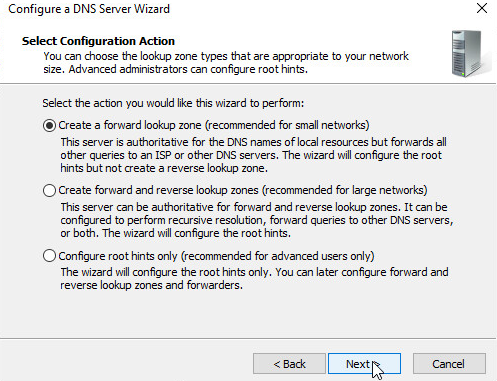 Configure a DNS Server Wizard
Select Configuration Action
You can choose the lookup zone types that are appropriate to your network
size. Advanced administrators can configure root hints.
Select the action you would like this wizard to perform:
Create a forward lookup zone (recommended for small networks)
This server is authoritative for the DNS names of local resources but forwards all
other queries to an ISP or other DNS servers. The wizard will configure the root
hints but not create a reverse lookup zone.
Create forward and reverse lookup zones (recommended for large networks)
This server can be authoritative for forward and reverse lookup zones. It can be
configured to perform recursive resolution, forward queries to other DNS servers,
or both. The wizard will configure the root hints.
Configure root hints only (recommended for advanced users only)
The wizard will configure the root hints only. You can later configure forward and
reverse lookup zones and forwarders.
< Back Next > Cancel